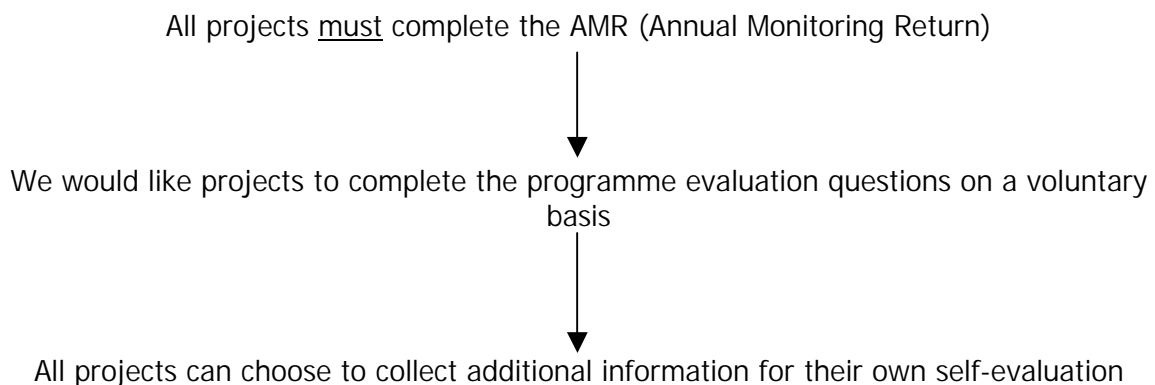 All projects must complete the AMR (Annual Monitoring Return)
We would like projects to complete the programme evaluation questions on a voluntary
basis
All projects can choose to collect additional information for their own self-evaluation